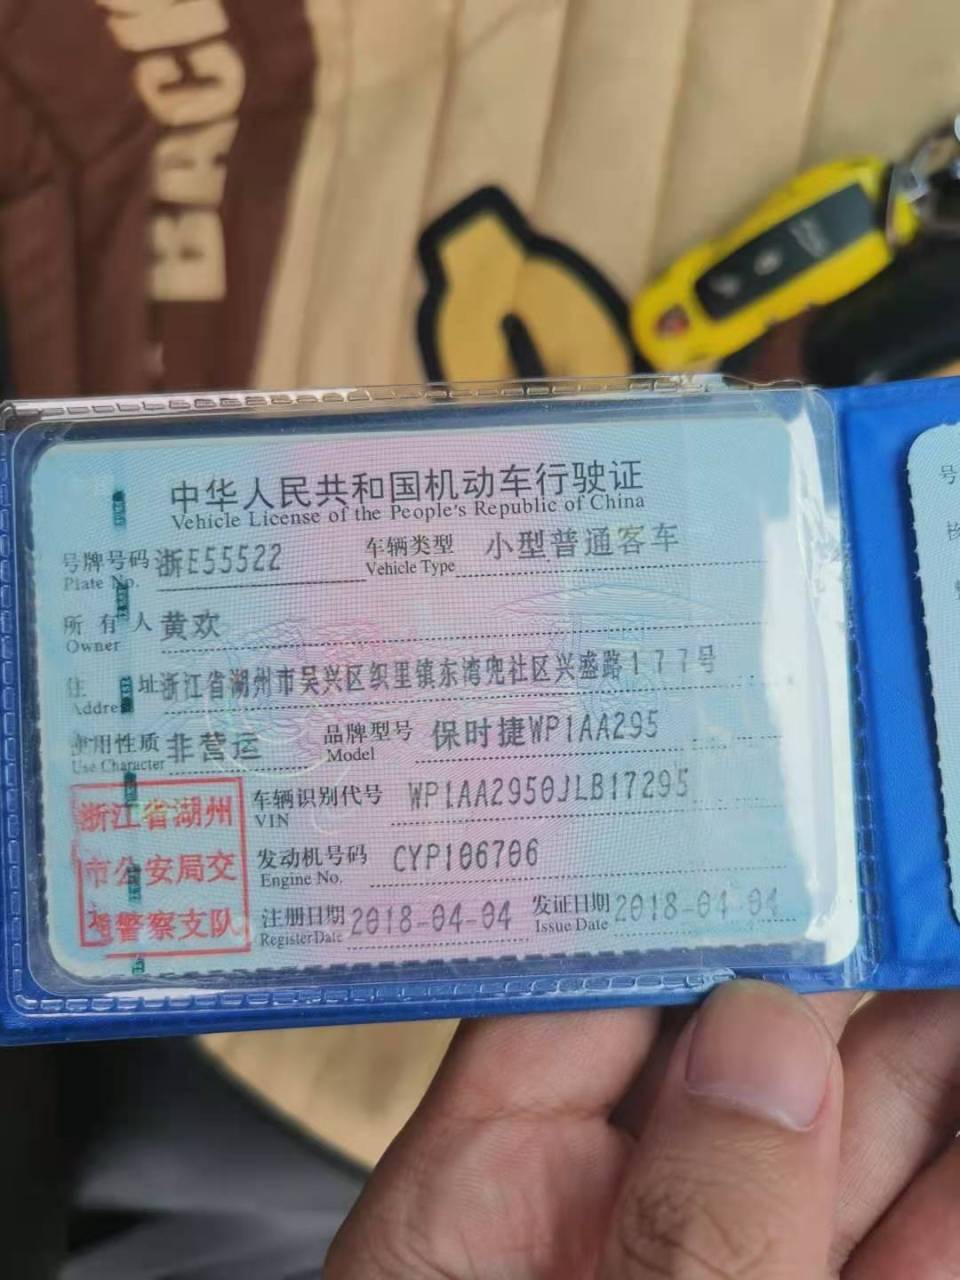 BACK
中华人民共和国机动车行驶证
Vehicle License of the People's Republic of China
号牌号码 浙E55522 车辆类型 小型普通客车
Plate No. Vehicle Type
所有人 黄欢
Owner
住址 浙江省湖州市吴兴区织里镇东湾兜社区兴盛路177号
Addre
使用性质 非营运 品牌型号 保时捷WP1AA295
Use Character Model
车辆识别代号 WP1AA2950JLB17295
VIN
发动机号码 CYP106706
Engine No.
注册日期 2018-04-04 发证日期 2018-04-04
Register Date Issue Date
浙江省湖州
市公安局交
警察支队
号